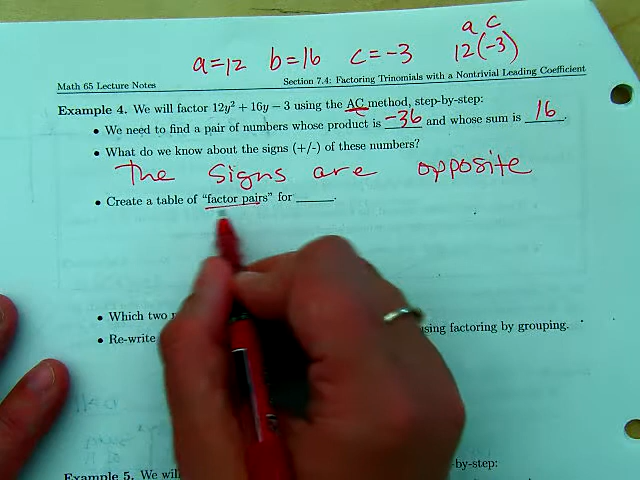 a c
a=12 b=16 c=-3 12(-3)
Math 65 Lecture Notes Section 7.4: Factoring Trinomials with a Nontrivial Leading Coefficient
Example 4. We will factor 12y² + 16y − 3 using the AC method, step-by-step:
• We need to find a pair of numbers whose product is -36 and whose sum is 16.
• What do we know about the signs (+/-) of these numbers?
The signs are opposite
• Create a table of "factor pairs" for ______.
• Which two
• Re-write using factoring by grouping.
Example 5. We will -by-step: